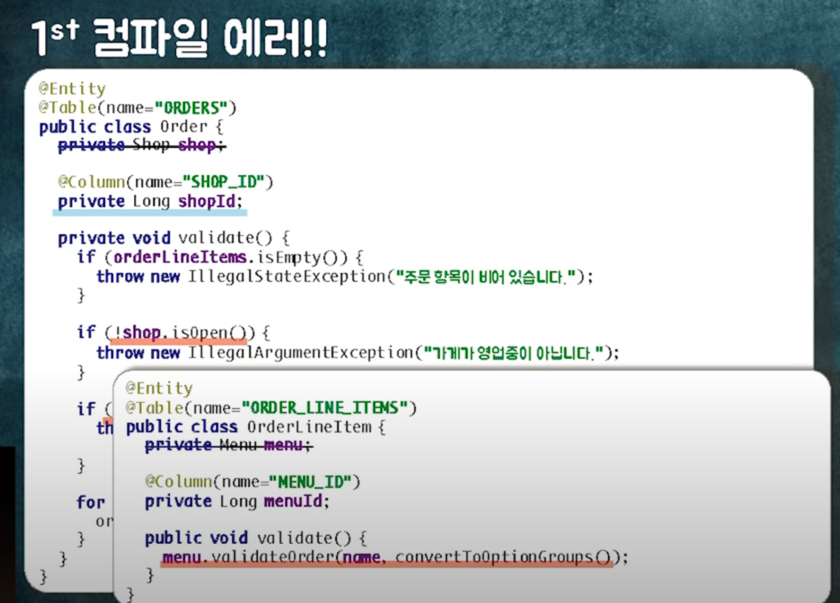 1st 컴파일 에러!!
@Entity
@Table(name="ORDERS")
public class Order {
private Shop shop;
@Column(name="SHOP_ID")
private Long shopId;
private void validate() {
if (orderLineItems.isEmpty()) {
throw new IllegalStateException("주문 항목이 비어 있습니다.");
}
if (!shop.isOpen()) {
throw new IllegalArgumentException("가게가 영업중이 아닙니다.");
}
if (
th
}
for
or
}
}
}
@Entity
@Table(name="ORDER_LINE_ITEMS")
public class OrderLineItem {
private Menu menu;
@Column(name="MENU_ID")
private Long menuId;
public void validate() {
menu.validateOrder(name, convertToOptionGroups());
}
}